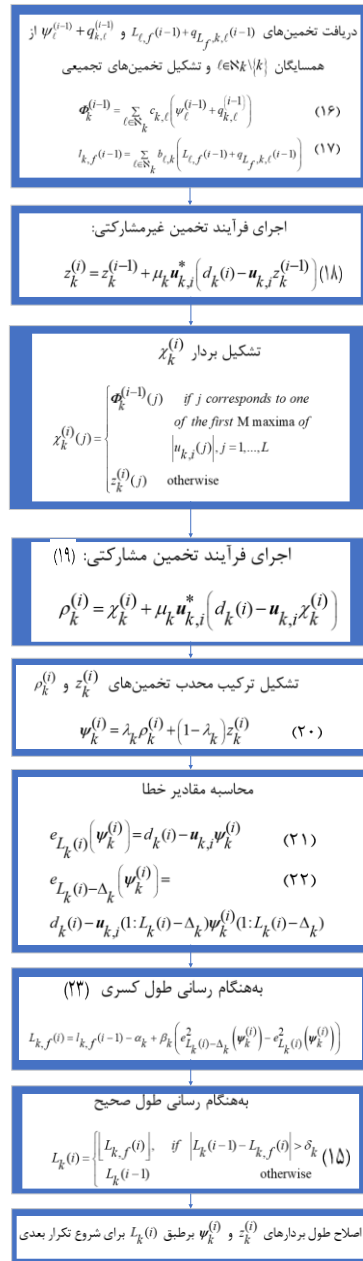 دریافت تخمین‌های L_{ℓ,f}(i−1)+q_{L_f,k,ℓ}(i−1) و ψ_ℓ^{(i−1)}+q_{k,ℓ}^{(i−1)} از
همسایگان ℓ∈ℵ_k\{k} و تشکیل تخمین‌های تجمیعی
Φ_k^{(i−1)} = ∑_{ℓ∈ℵ_k} c_{k,ℓ}(ψ_ℓ^{(i−1)}+q_{k,ℓ}^{(i−1)}) (۱۶)
l_{k,f}(i−1) = ∑_{ℓ∈ℵ_k} b_{ℓ,k}(L_{ℓ,f}(i−1)+q_{L_f,k,ℓ}(i−1)) (۱۷)
اجرای فرآیند تخمین غیرمشارکتی:
z_k^{(i)} = z_k^{(i−1)} + μ_k u_{k,i}^*(d_k(i) − u_{k,i} z_k^{(i−1)}) (۱۸)
تشکیل بردار χ_k^{(i)}
χ_k^{(i)}(j) = { Φ_k^{(i−1)}(j) if j corresponds to one
of the first M maxima of
|u_{k,i}(j)|, j=1,...,L
z_k^{(i)}(j) otherwise
اجرای فرآیند تخمین مشارکتی: (۱۹)
ρ_k^{(i)} = χ_k^{(i)} + μ_k u_{k,i}^*(d_k(i) − u_{k,i} χ_k^{(i)})
تشکیل ترکیب محدب تخمین‌های z_k^{(i)} و ρ_k^{(i)}
ψ_k^{(i)} = λ_k ρ_k^{(i)} + (1−λ_k) z_k^{(i)} (۲۰)
محاسبه مقادیر خطا
e_{L_k(i)}(ψ_k^{(i)}) = d_k(i) − u_{k,i} ψ_k^{(i)} (۲۱)
e_{L_k(i)−Δ_k}(ψ_k^{(i)}) = (۲۲)
d_k(i) − u_{k,i}(1:L_k(i)−Δ_k) ψ_k^{(i)}(1:L_k(i)−Δ_k)
به‌هنگام رسانی طول کسری (۲۳)
L_{k,f}(i) = l_{k,f}(i−1) − α_k + β_k(e²_{L_k(i)−Δ_k}(ψ_k^{(i)}) − e²_{L_k(i)}(ψ_k^{(i)}))
به‌هنگام رسانی طول صحیح
L_k(i) = { ⌊L_{k,f}(i)⌋, if |L_k(i−1) − L_{k,f}(i)| > δ_k (۱۵)
L_k(i−1) otherwise
اصلاح طول بردارهای z_k^{(i)} و ψ_k^{(i)} برطبق L_k(i) برای شروع تکرار بعدی